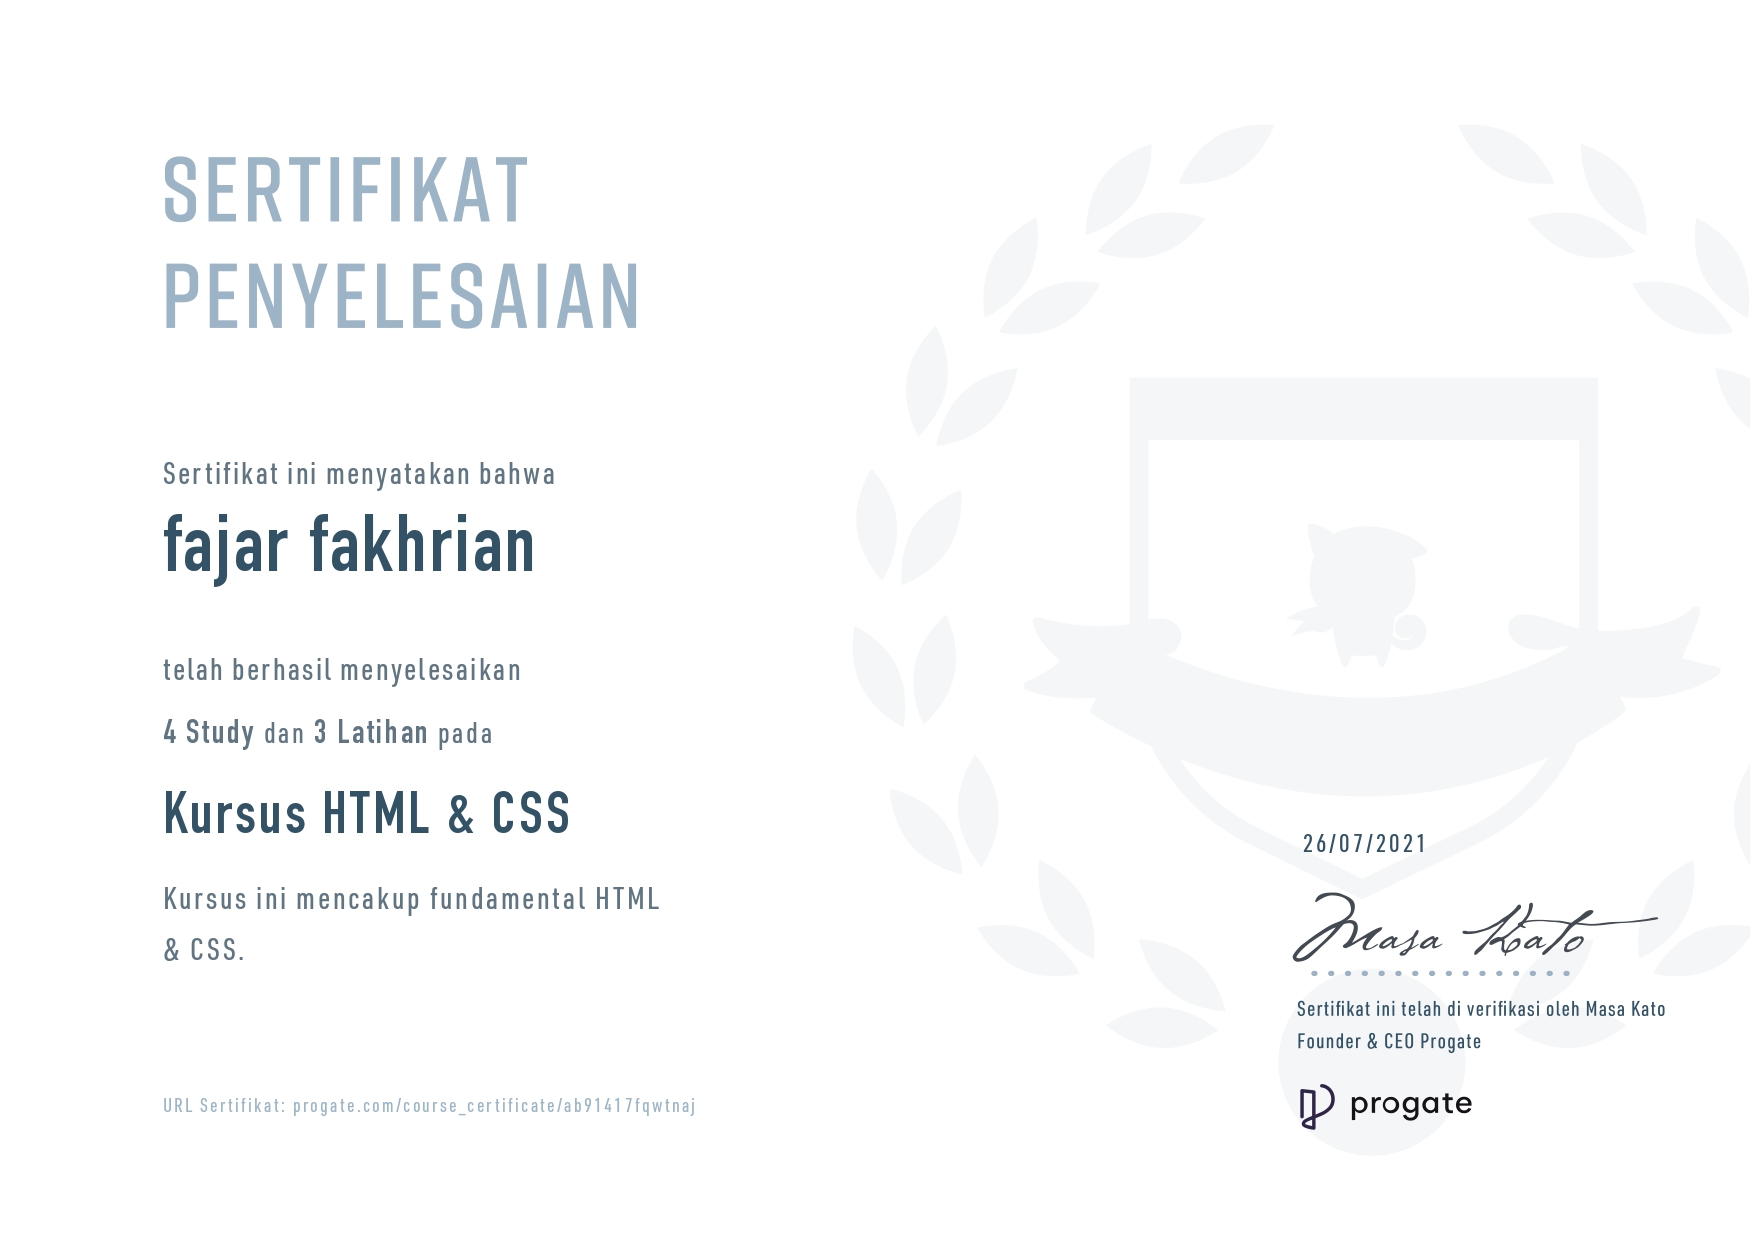 SERTIFIKAT
PENYELESAIAN
Sertifikat ini menyatakan bahwa
fajar fakhrian
telah berhasil menyelesaikan
4 Study dan 3 Latihan pada
Kursus HTML & CSS
Kursus ini mencakup fundamental HTML
& CSS.
URL Sertifikat: progate.com/course_certificate/ab91417fqwtnaj
26/07/2021
Masa Kato
Sertifikat ini telah di verifikasi oleh Masa Kato
Founder & CEO Progate
progate